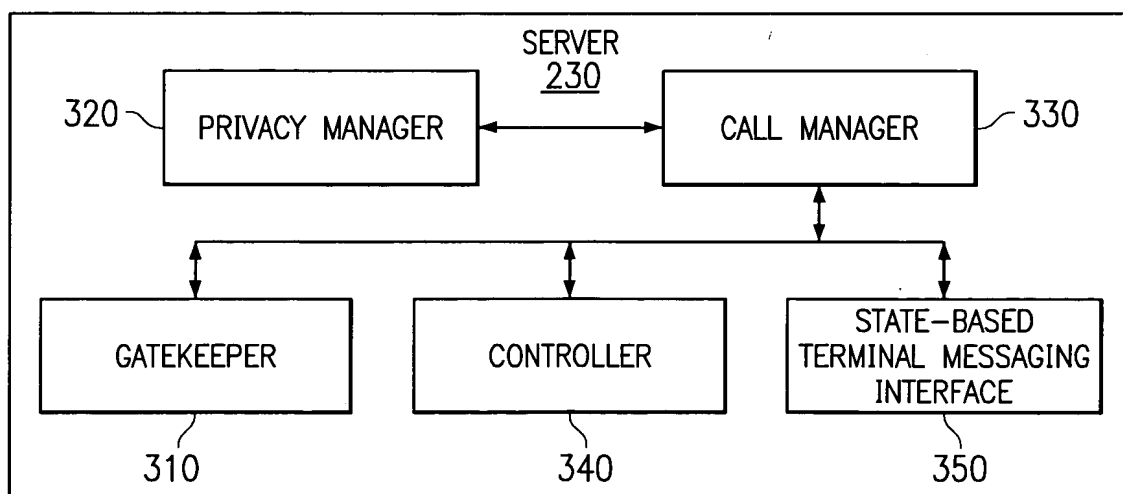 SERVER
230
320
PRIVACY MANAGER
CALL MANAGER
330
GATEKEEPER
CONTROLLER
STATE-BASED
TERMINAL MESSAGING
INTERFACE
310
340
350